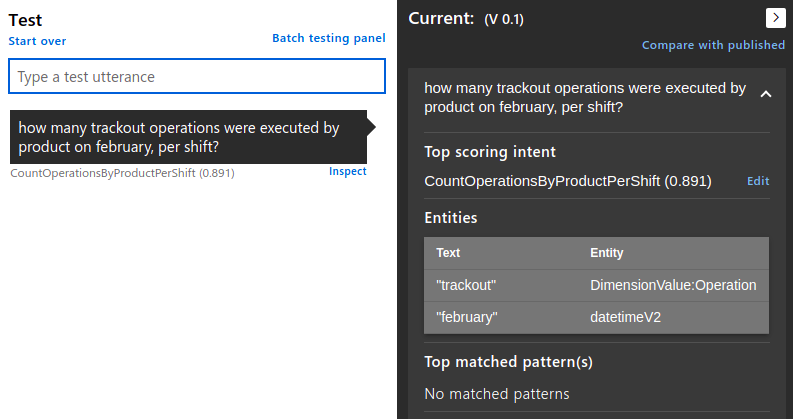 Test
Start over
Batch testing panel
Type a test utterance
how many trackout operations were executed by
product on february, per shift?
CountOperationsByProductPerShift (0.891)
Inspect
Current: (V 0.1)
Compare with published
how many trackout operations were executed by
product on february, per shift?
Top scoring intent
CountOperationsByProductPerShift (0.891)
Edit
Entities
Text Entity
"trackout" DimensionValue:Operation
"february" datetimeV2
Top matched pattern(s)
No matched patterns